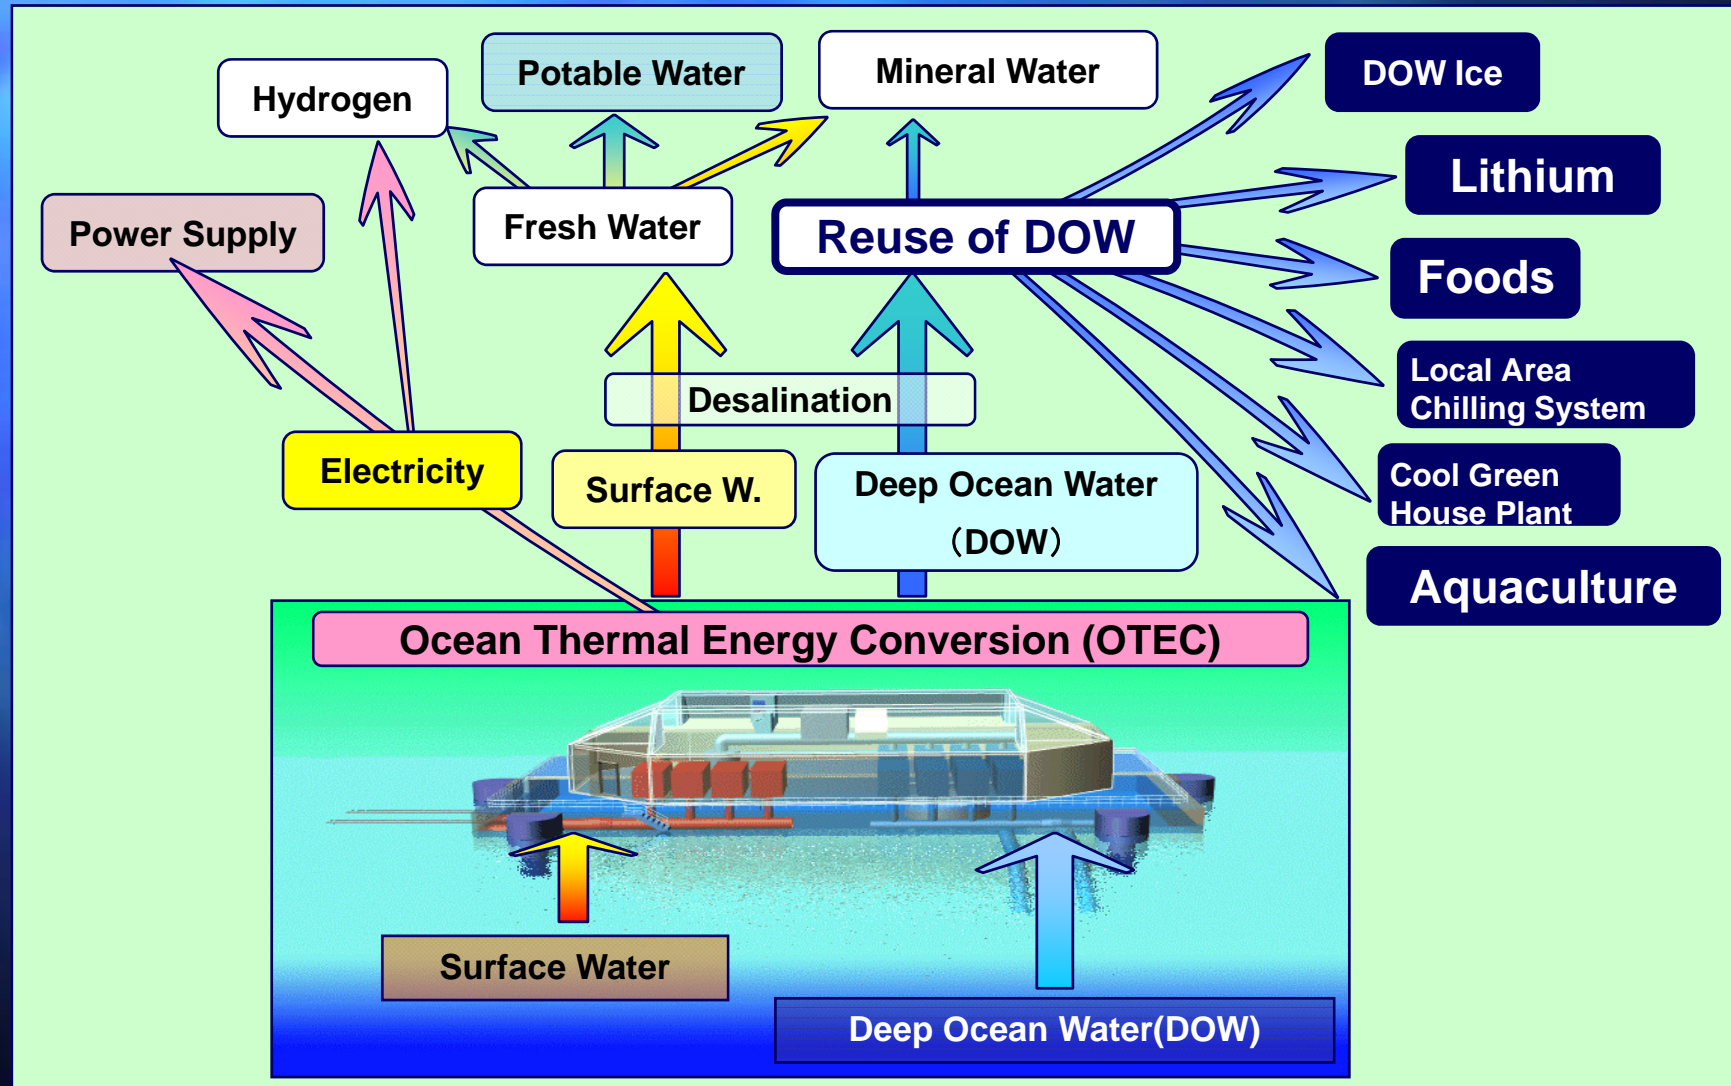 Potable Water
Mineral Water
DOW Ice
Hydrogen
Lithium
Power Supply
Fresh Water
Reuse of DOW
Foods
Local Area
Chilling System
Desalination
Electricity
Surface W.
Deep Ocean Water
（DOW）
Cool Green
House Plant
Aquaculture
Ocean Thermal Energy Conversion (OTEC)
Surface Water
Deep Ocean Water(DOW)